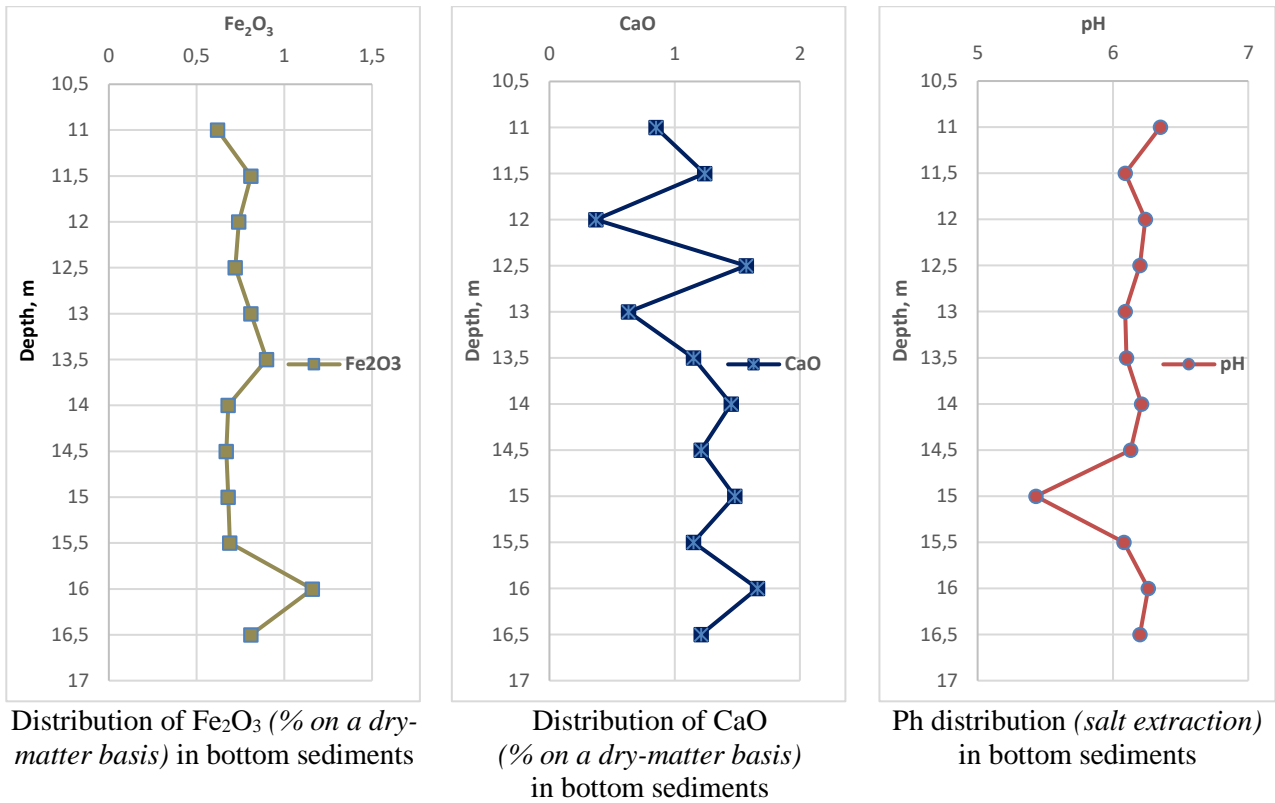 Fe₂O₃
0 0,5 1 1,5
10,5
11
11,5
12
12,5
13
13,5
14
14,5
15
15,5
16
16,5
17
Depth, m
Fe2O3
Distribution of Fe₂O₃ (% on a dry-
matter basis) in bottom sediments
CaO
0 1 2
10,5
11
11,5
12
12,5
13
13,5
14
14,5
15
15,5
16
16,5
17
Depth, m
CaO
Distribution of CaO
(% on a dry-matter basis)
in bottom sediments
pH
5 6 7
10,5
11
11,5
12
12,5
13
13,5
14
14,5
15
15,5
16
16,5
17
Depth, m
pH
Ph distribution (salt extraction)
in bottom sediments